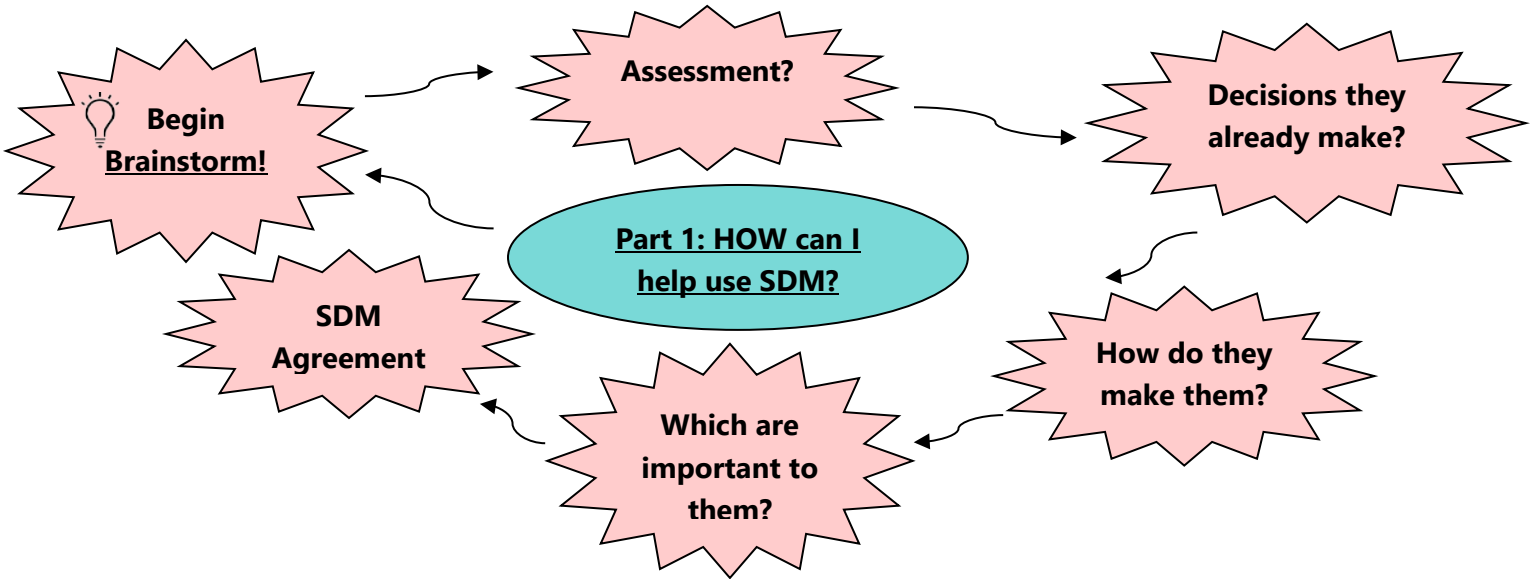 Part 1: HOW can I
help use SDM?
Begin
Brainstorm!
Assessment?
Decisions they
already make?
How do they
make them?
Which are
important to
them?
SDM
Agreement